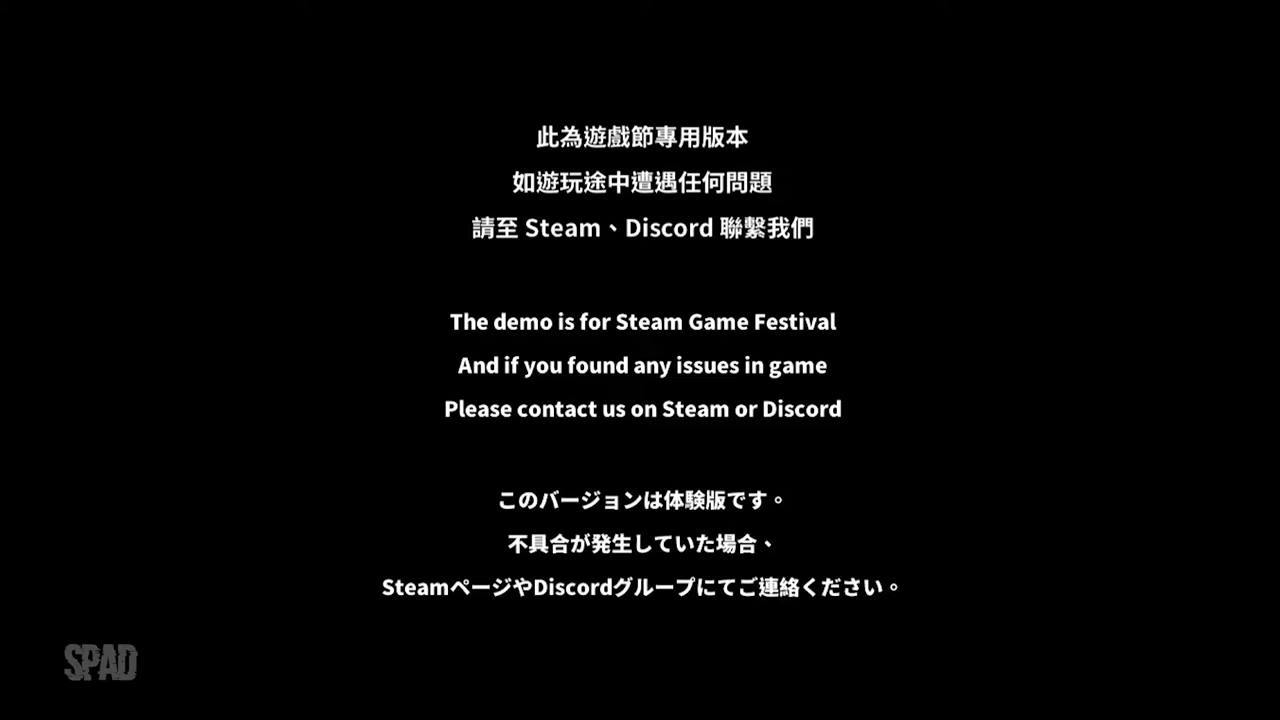 此為遊戲節專用版本
如遊玩途中遭遇任何問題
請至 Steam、Discord 聯繫我們
The demo is for Steam Game Festival
And if you found any issues in game
Please contact us on Steam or Discord
このバージョンは体験版です。
不具合が発生していた場合、
SteamページやDiscordグループにてご連絡ください。
SPAD